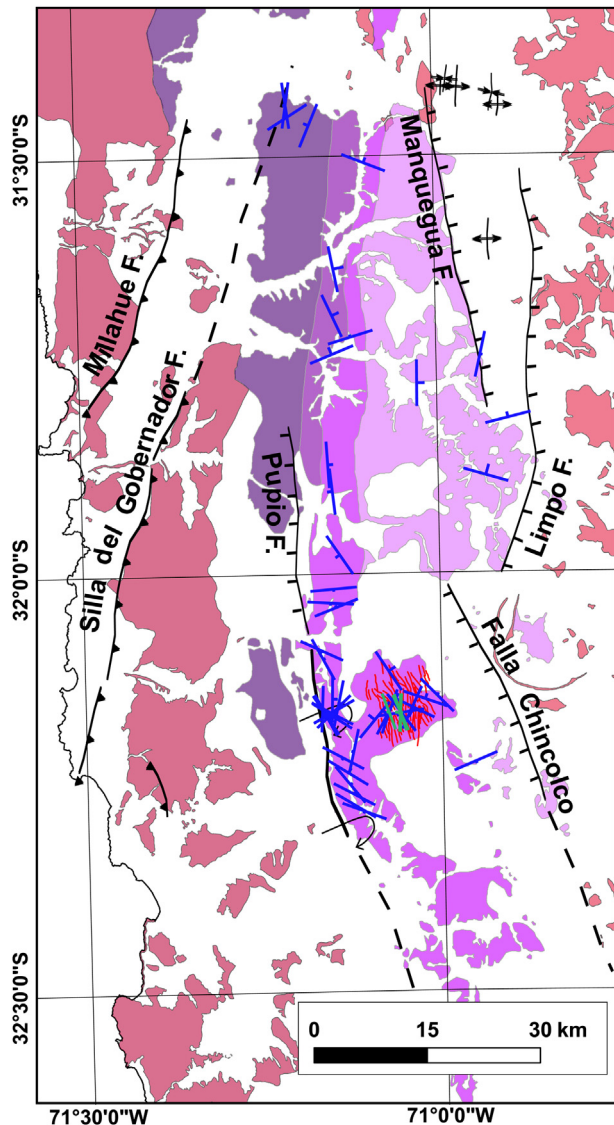 31°30'0"S
32°0'0"S
32°30'0"S
Millahue F.
Silla del Gobernador F.
Manquegua F.
Pupio F.
Limpo F.
Falla Chincolco
0 15 30 km
71°30'0"W 71°0'0"W